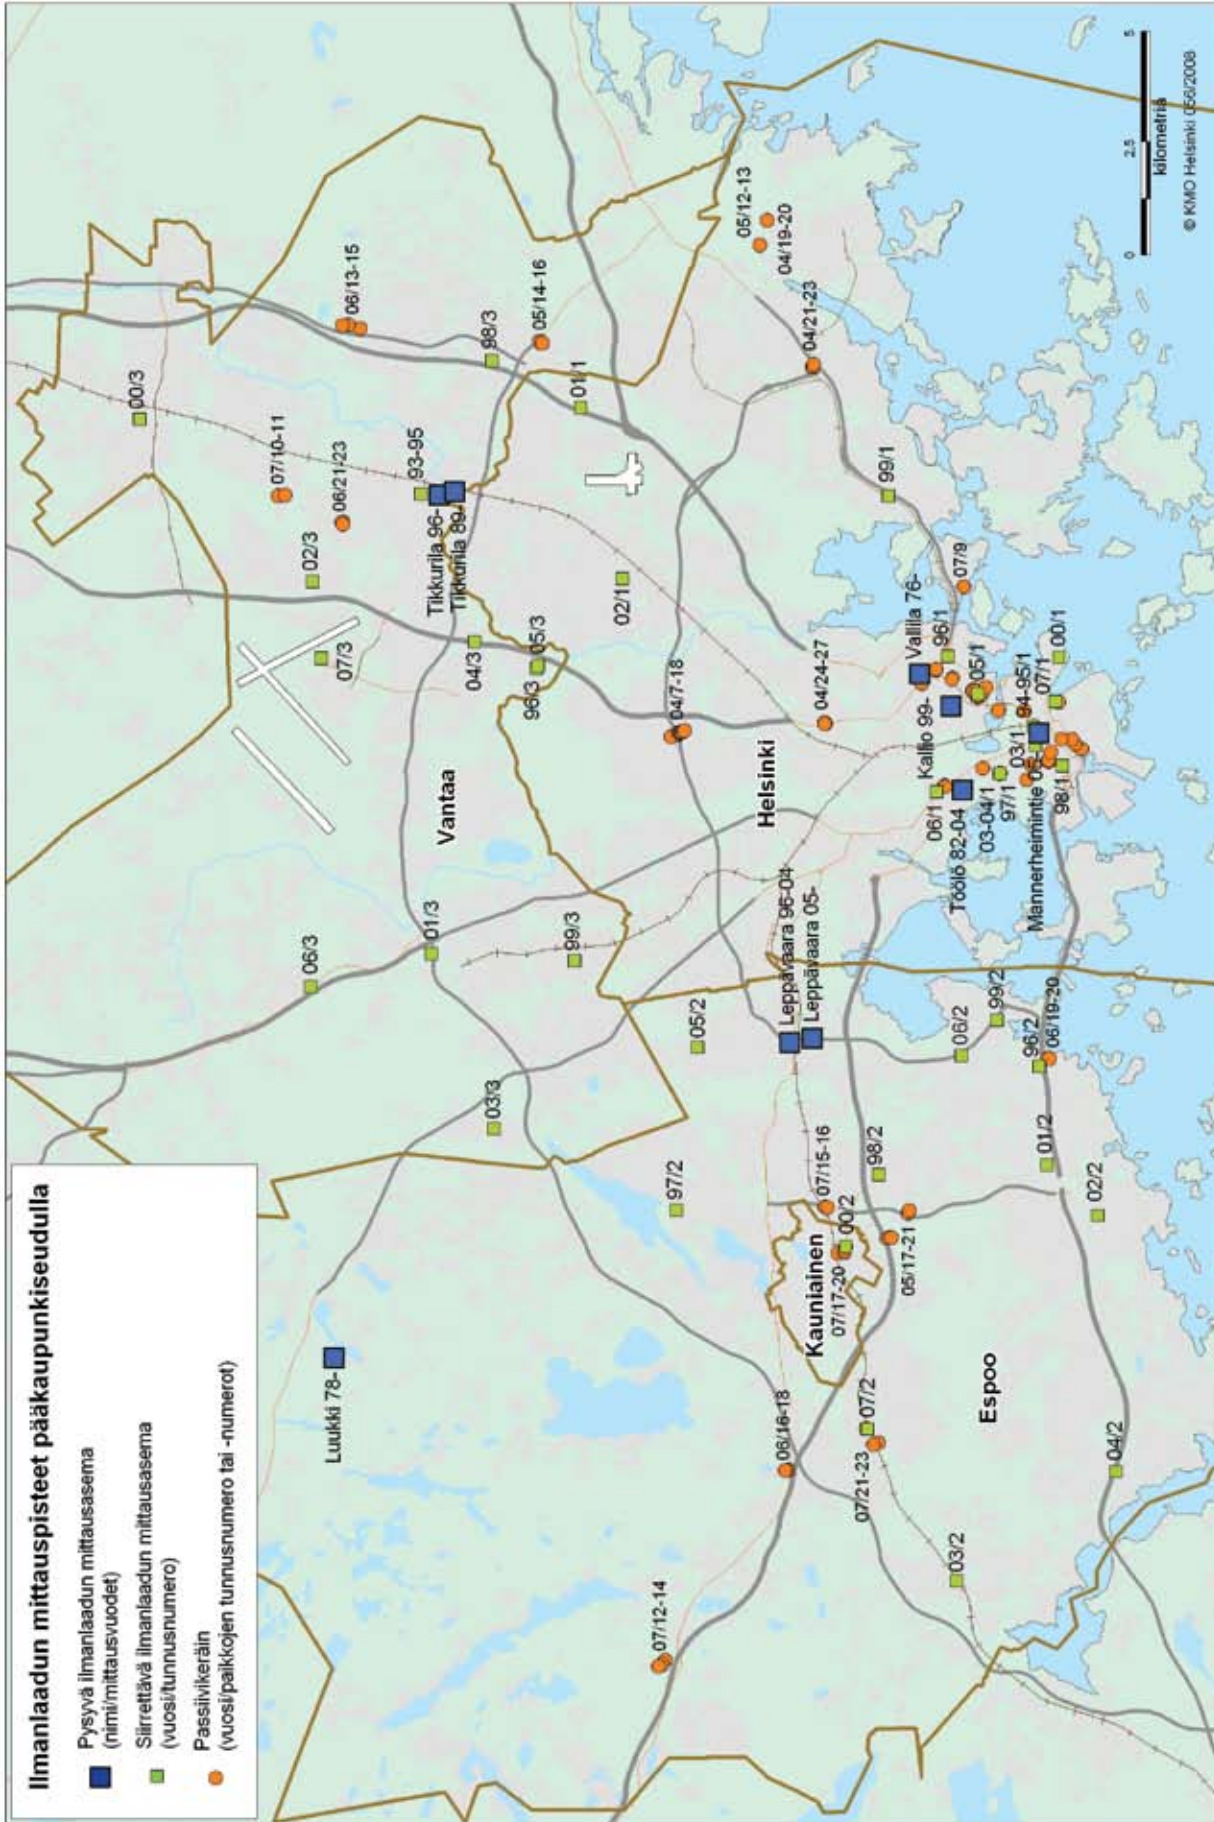 Ilmanlaadun mittauspisteet pääkaupunkiseudulla
Pysyvä ilmanlaadun mittausasema
(nimi/mittausvuodet)
Siirrettävä ilmanlaadun mittausasema
(vuosi/tunnusnumero)
Passiivikeräin
(vuosi/paikkojen tunnusnumero tai -numerot)
00/3
06/13-15
07/10-11
06/21-23
02/3
93-95
98/3
Tikkurila 96-
Tikkurila 89-
05/14-16
01/1
07/3
04/3
05/3
96/3
02/1
Vantaa
06/3
01/3
99/3
03/3
Luukki 78-
05/12-13
04/19-20
04/21-23
99/1
04/7-18
04/24-27
Helsinki
07/9
Vallila 76-
96/1
Kallio 99-
05/1
00/1
94-95/1
07/1
03/1
06/1
Töölö 82-04
03-04/1
97/1
Mannerheimintie 05-
98/1
05/2
Leppävaara 96-04
Leppävaara 05-
06/2
99/2
96/2
06/19-20
97/2
07/15-16
98/2
01/2
02/2
Kauniainen
00/2
07/17-20
05/17-21
06/16-18
07/2
07/21-23
Espoo
04/2
03/2
07/12-14
0
2.5
5
kilometriä
© KMO Helsinki 056/2008